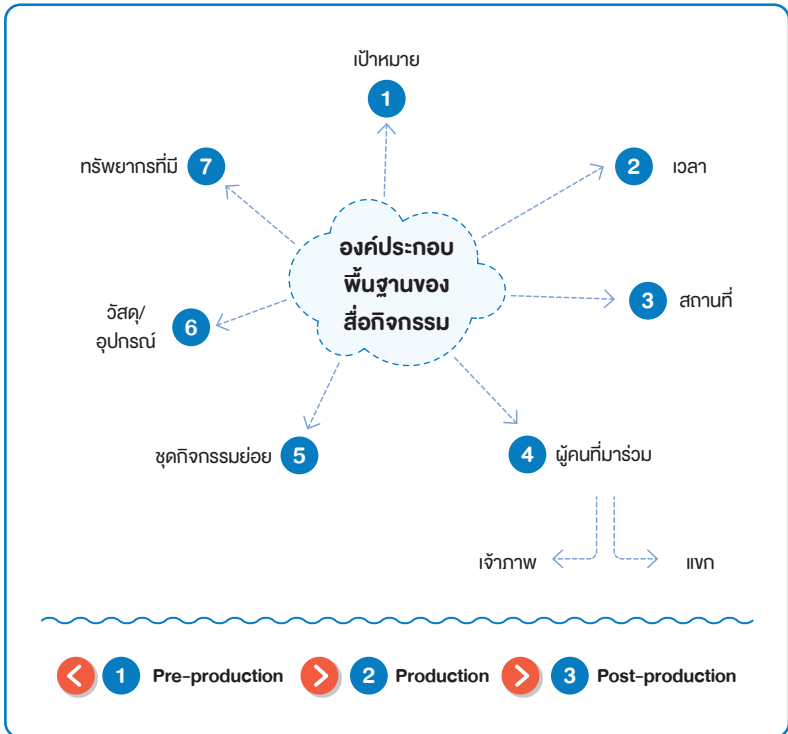 เป้าหมาย
1
ทรัพยากรที่มี 7
2 เวลา
องค์ประกอบ
พื้นฐานของ
สื่อกิจกรรม
3 สถานที่
วัสดุ/
อุปกรณ์
6
ชุดกิจกรรมย่อย 5
4 ผู้คนที่มาร่วม
เจ้าภาพ
แขก
1 Pre-production
2 Production
3 Post-production